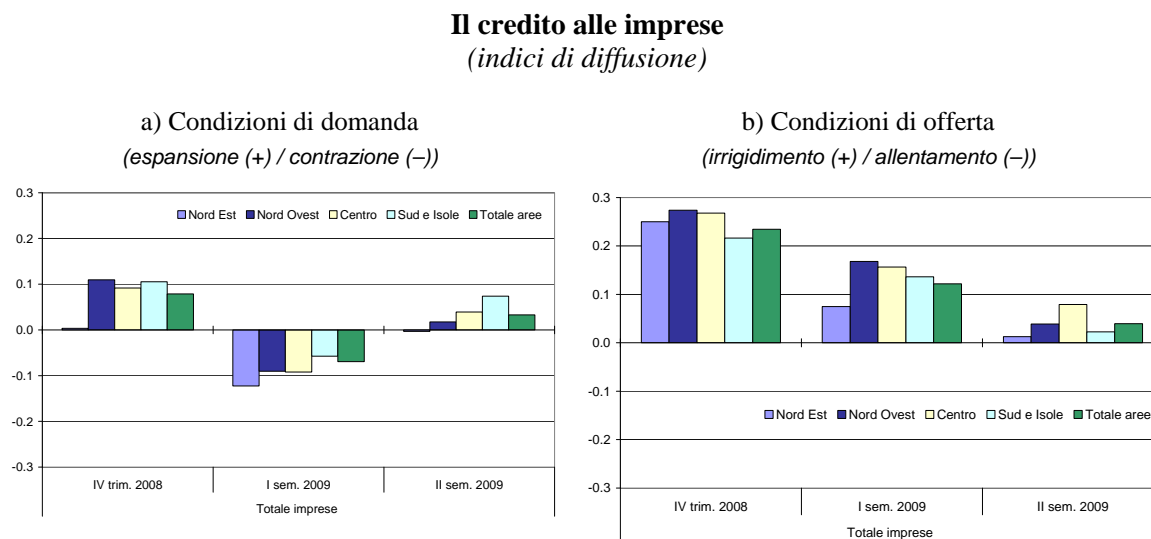 Il credito alle imprese
(indici di diffusione)
a) Condizioni di domanda
(espansione (+) / contrazione (–))
0.3
0.2
0.1
0.0
-0.1
-0.2
-0.3
Nord Est Nord Ovest Centro Sud e Isole Totale aree
IV trim. 2008 I sem. 2009 II sem. 2009
Totale imprese
b) Condizioni di offerta
(irrigidimento (+) / allentamento (–))
0.3
0.2
0.1
0.0
-0.1
-0.2
-0.3
Nord Est Nord Ovest Centro Sud e Isole Totale aree
IV trim. 2008 I sem. 2009 II sem. 2009
Totale imprese